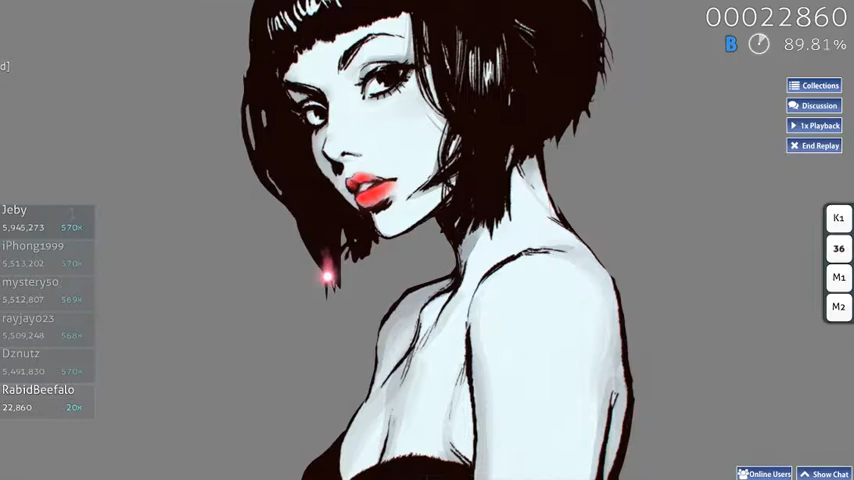 00022860
B 89.81%
d]
Collections
Discussion
1x Playback
End Replay
Jeby
5,945,273 570x
iPhong1999
5,513,202 570x
mystery50
5,512,807 569x
rayjay023
5,509,248 568x
Dznutz
5,491,830 570x
RabidBeefalo
22,860 20x
K1
36
M1
M2
Online Users
Show Chat